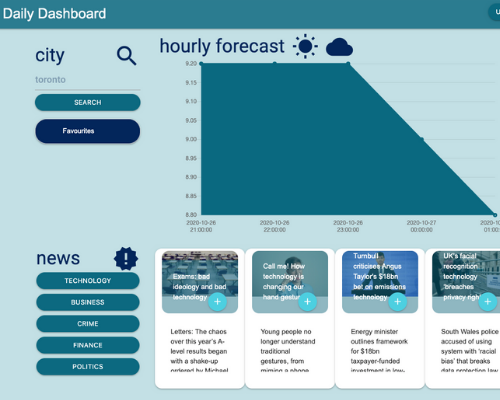 Daily Dashboard
U
city
toronto
SEARCH
Favourites
hourly forecast
9.20
9.15
9.10
9.05
9.00
8.95
8.90
8.85
8.80
2020-10-26
21:00:00
2020-10-26
22:00:00
2020-10-26
23:00:00
2020-10-27
00:00:00
2020-10-
01:00:
news
TECHNOLOGY
BUSINESS
CRIME
FINANCE
POLITICS
Exams: bad
ideology and bad
technology
Letters: The chaos
over this year's A-
level results began
with a shake-up
ordered by Michael
Call me! How
technology is
changing our
hand gestur
Young people no
longer understand
traditional
gestures, from
miming a phone
Turnbull
criticises Angus
Taylor's $18bn
bet on emissions
technology
Energy minister
outlines framework
for $18bn
taxpayer-funded
investment in low-
UK's facial
recognition
technology
'breaches
privacy righ
South Wales police
accused of using
system with 'racial
bias' that breaks
data protection law